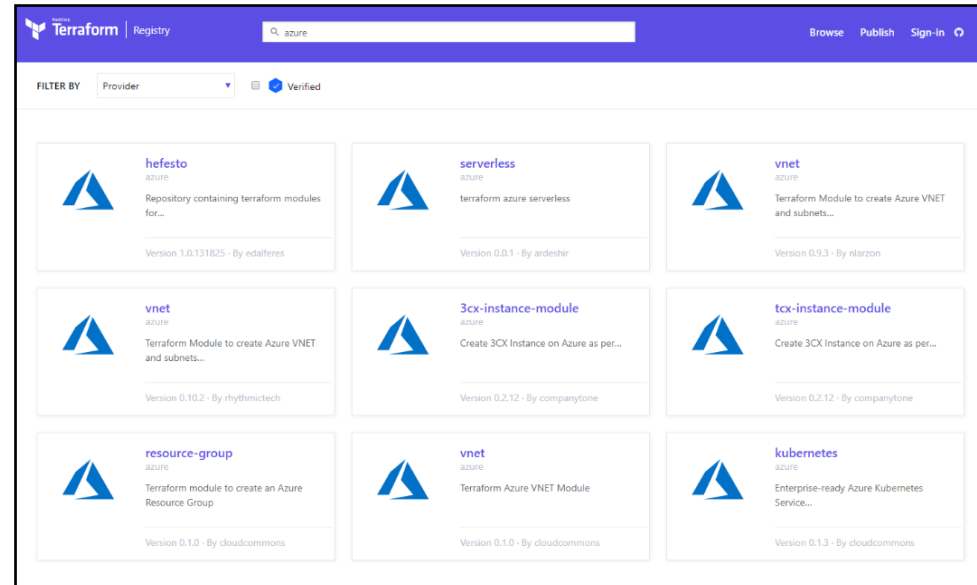 HashiCorp
Terraform | Registry
azure
Browse Publish Sign-in
FILTER BY Provider Verified
hefesto
azure
Repository containing terraform modules
for...
Version 1.0.131825 · By edalferes
serverless
azure
terraform azure serverless
Version 0.0.1 · By ardeshir
vnet
azure
Terraform Module to create Azure VNET
and subnets...
Version 0.9.3 · By nlarzon
vnet
azure
Terraform Module to create Azure VNET
and subnets...
Version 0.10.2 · By rhythmictech
3cx-instance-module
azure
Create 3CX Instance on Azure as per...
Version 0.2.12 · By companytone
tcx-instance-module
azure
Create 3CX Instance on Azure as per...
Version 0.2.12 · By companytone
resource-group
azure
Terraform module to create an Azure
Resource Group
Version 0.1.0 · By cloudcommons
vnet
azure
Terraform Azure VNET Module
Version 0.1.0 · By cloudcommons
kubernetes
azure
Enterprise-ready Azure Kubernetes
Service...
Version 0.1.3 · By cloudcommons